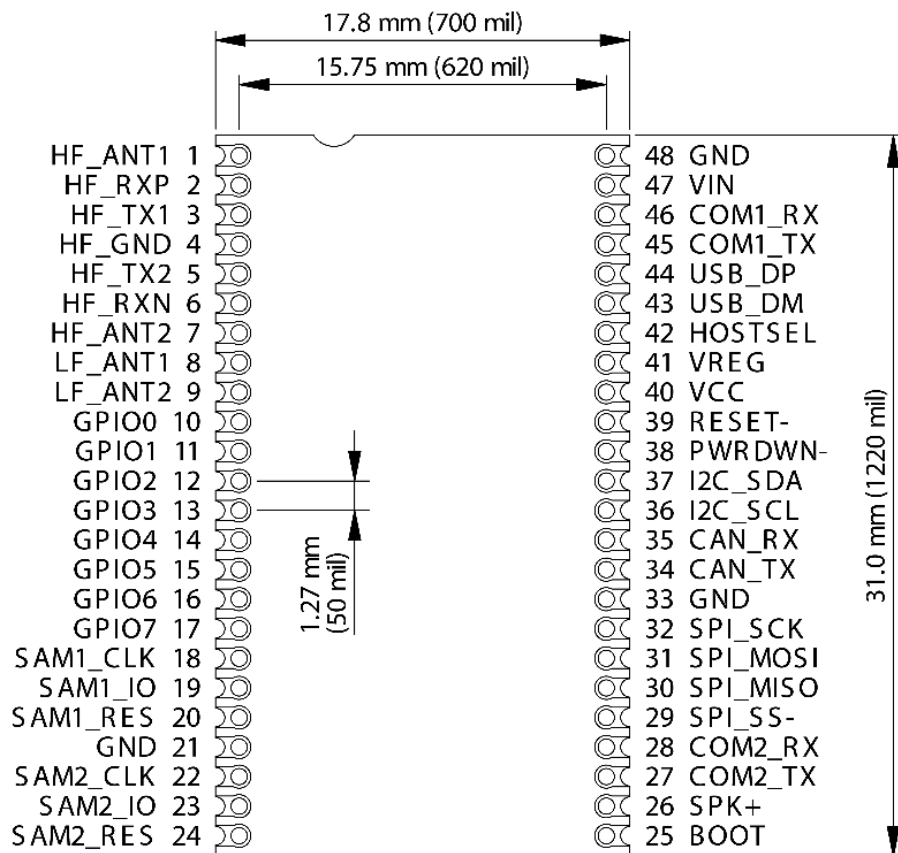 17.8 mm (700 mil)
15.75 mm (620 mil)
HF_ANT1 1
HF_RXP 2
HF_TX1 3
HF_GND 4
HF_TX2 5
HF_RXN 6
HF_ANT2 7
LF_ANT1 8
LF_ANT2 9
GPIO0 10
GPIO1 11
GPIO2 12
GPIO3 13
GPIO4 14
GPIO5 15
GPIO6 16
GPIO7 17
SAM1_CLK 18
SAM1_IO 19
SAM1_RES 20
GND 21
SAM2_CLK 22
SAM2_IO 23
SAM2_RES 24
1.27 mm
(50 mil)
48 GND
47 VIN
46 COM1_RX
45 COM1_TX
44 USB_DP
43 USB_DM
42 HOSTSEL
41 VREG
40 VCC
39 RESET-
38 PWRDWN-
37 I2C_SDA
36 I2C_SCL
35 CAN_RX
34 CAN_TX
33 GND
32 SPI_SCK
31 SPI_MOSI
30 SPI_MISO
29 SPI_SS-
28 COM2_RX
27 COM2_TX
26 SPK+
25 BOOT
31.0 mm (1220 mil)